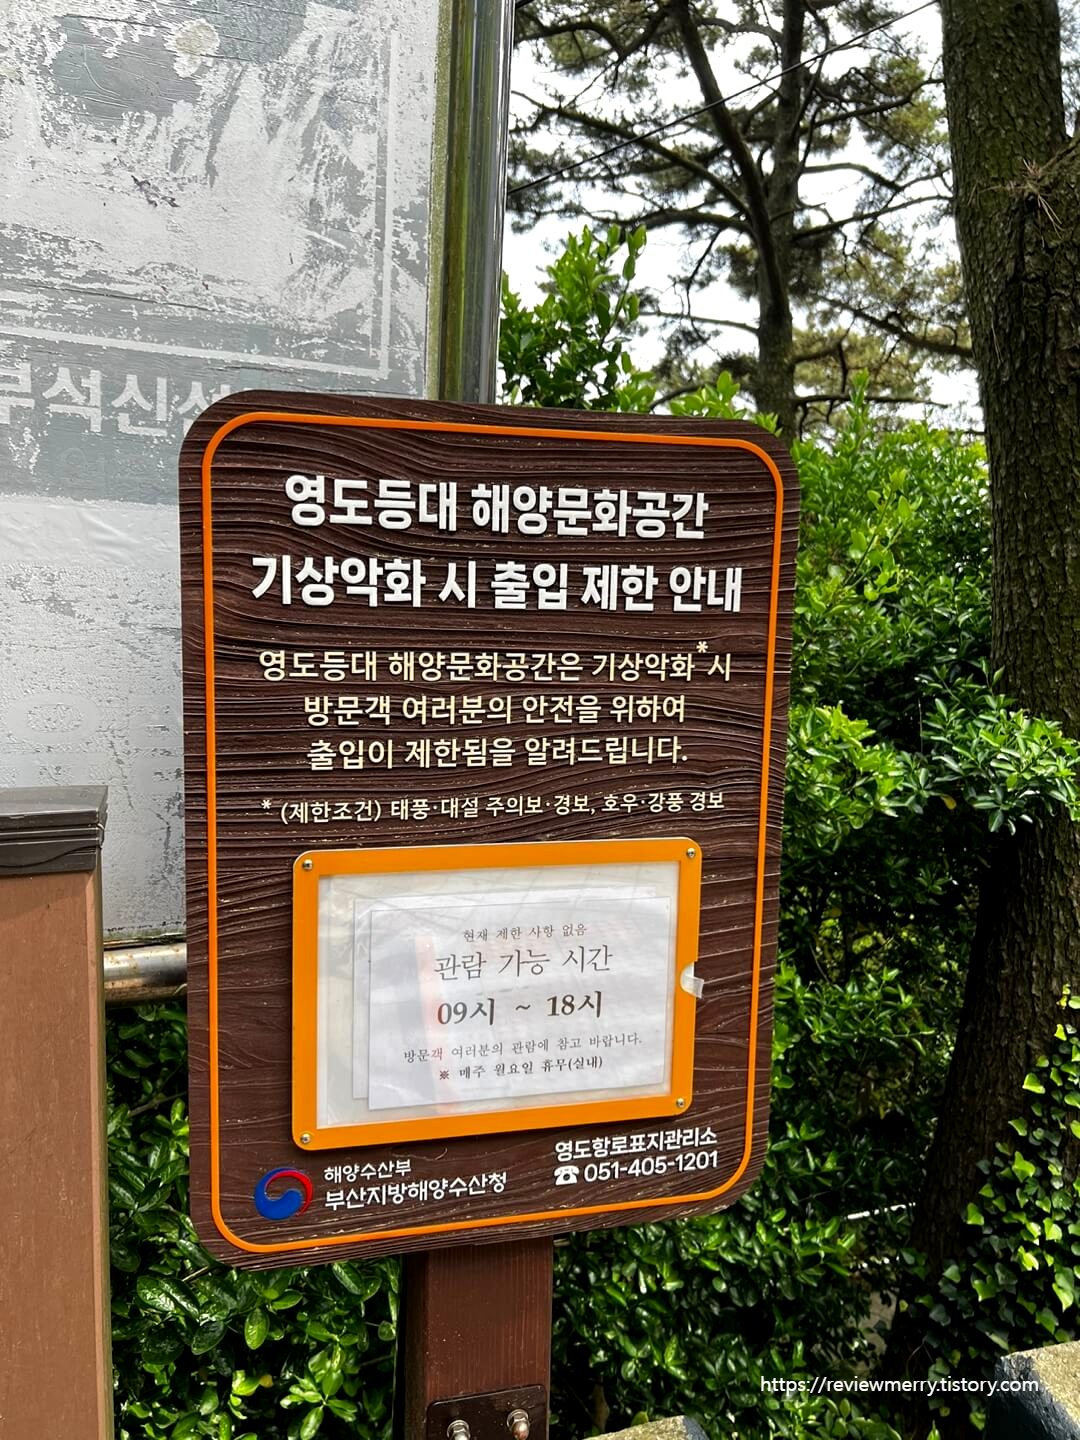 부석신선
영도등대 해양문화공간
기상악화 시 출입 제한 안내
영도등대 해양문화공간은 기상악화*시
방문객 여러분의 안전을 위하여
출입이 제한됨을 알려드립니다.
* (제한조건) 태풍·대설 주의보·경보, 호우·강풍 경보
현재 제한 사항 없음
관람 가능 시간
09시 ~ 18시
방문객 여러분의 관람에 참고 바랍니다.
※ 매주 월요일 휴무(실내)
해양수산부
부산지방해양수산청
영도항로표지관리소
☎ 051-405-1201
https://reviewmerry.tistory.com